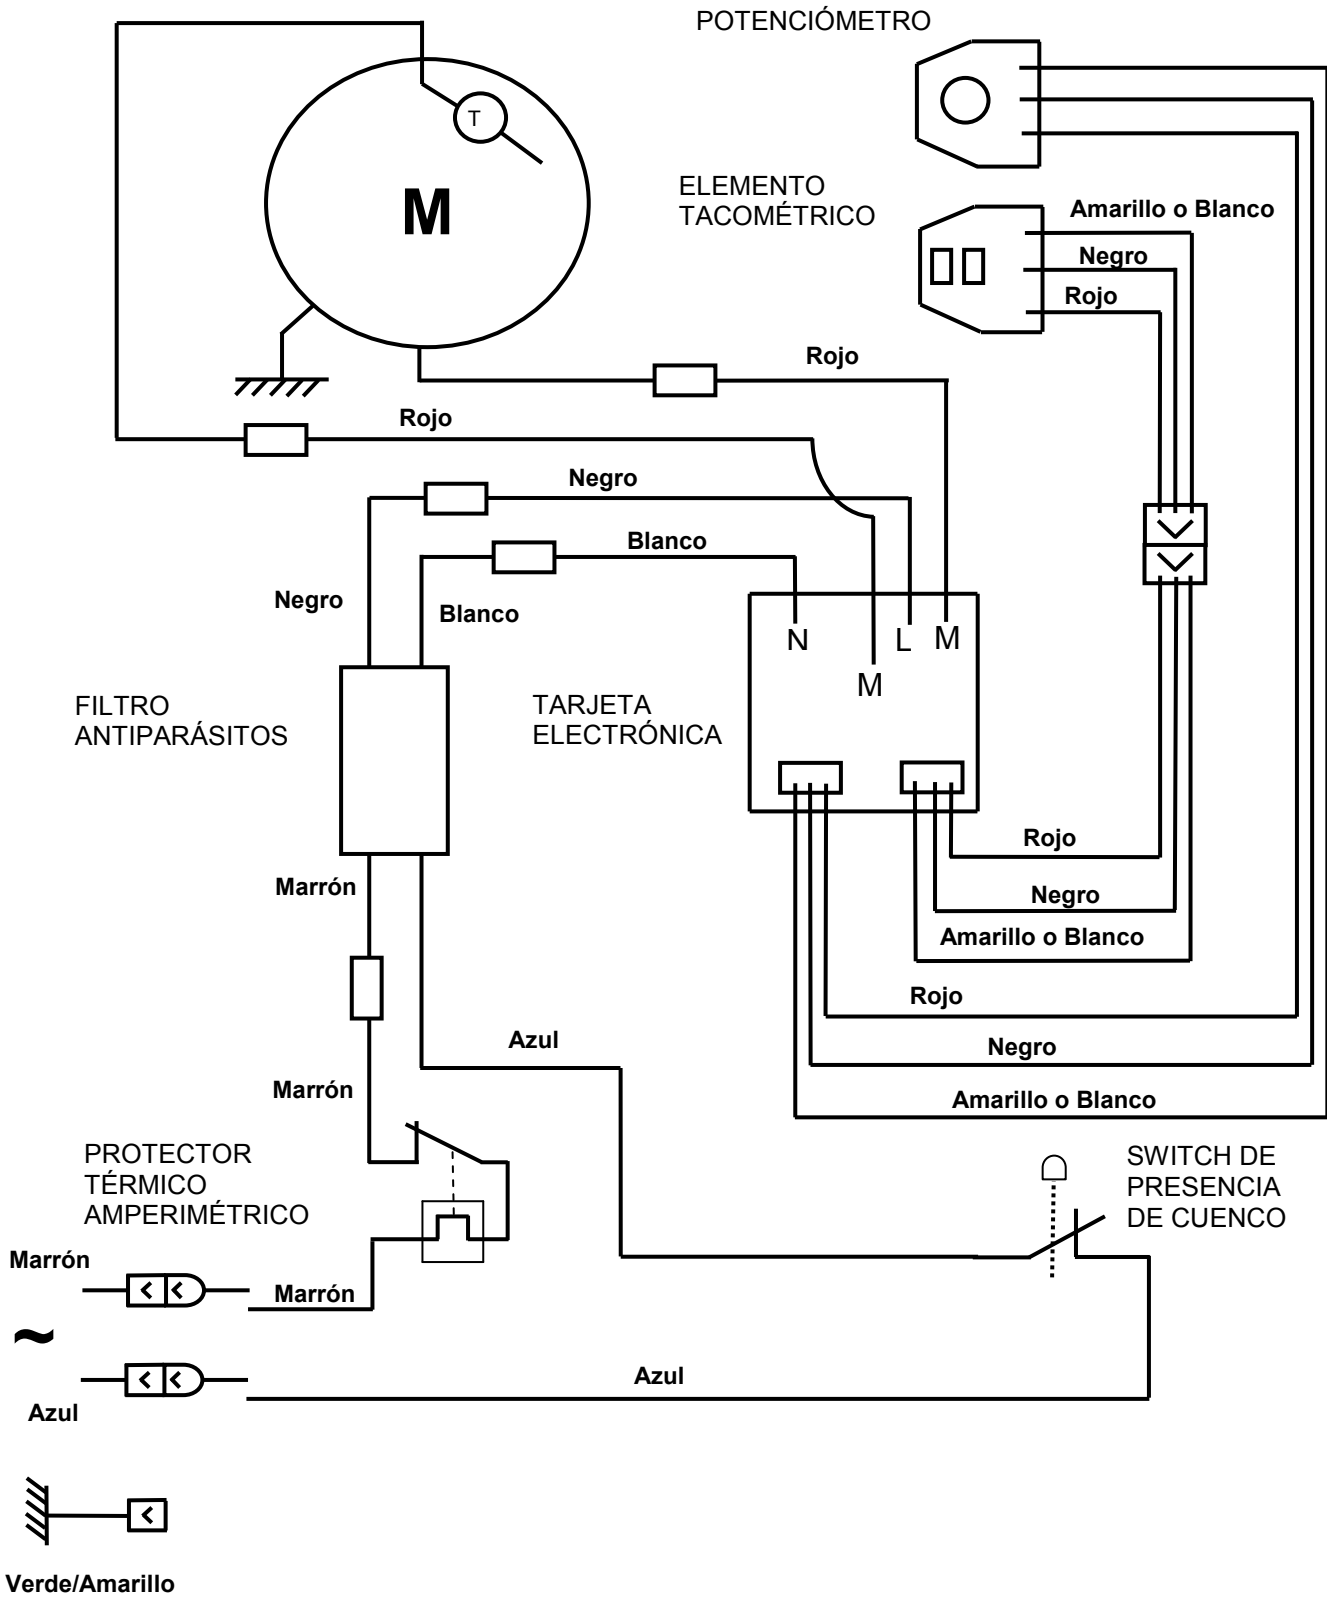 POTENCIÓMETRO
T
M
ELEMENTO
TACOMÉTRICO
Amarillo o Blanco
Negro
Rojo
Rojo
Rojo
Negro
Blanco
Negro
Blanco
N
L
M
M
FILTRO
ANTIPARÁSITOS
TARJETA
ELECTRÓNICA
Rojo
Marrón
Negro
Amarillo o Blanco
Rojo
Azul
Negro
Marrón
Amarillo o Blanco
PROTECTOR
TÉRMICO
AMPERIMÉTRICO
SWITCH DE
PRESENCIA
DE CUENCO
Marrón
Marrón
~
Azul
Azul
Verde/Amarillo